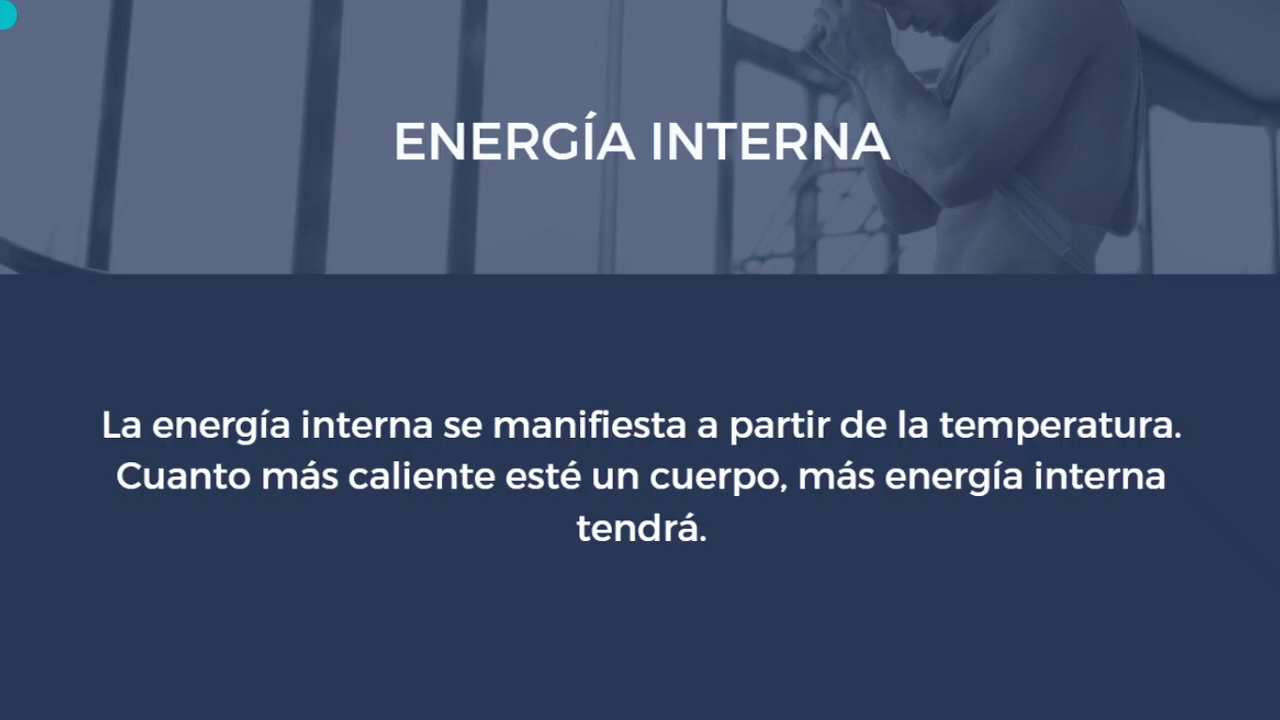 ENERGÍA INTERNA
La energía interna se manifiesta a partir de la temperatura.
Cuanto más caliente esté un cuerpo, más energía interna
tendrá.